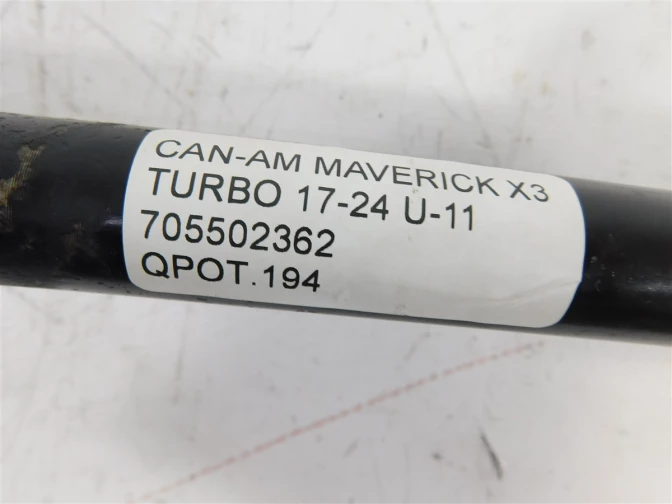 CAN-AM MAVERICK X3
TURBO 17-24 U-11
705502362
QPOT.194